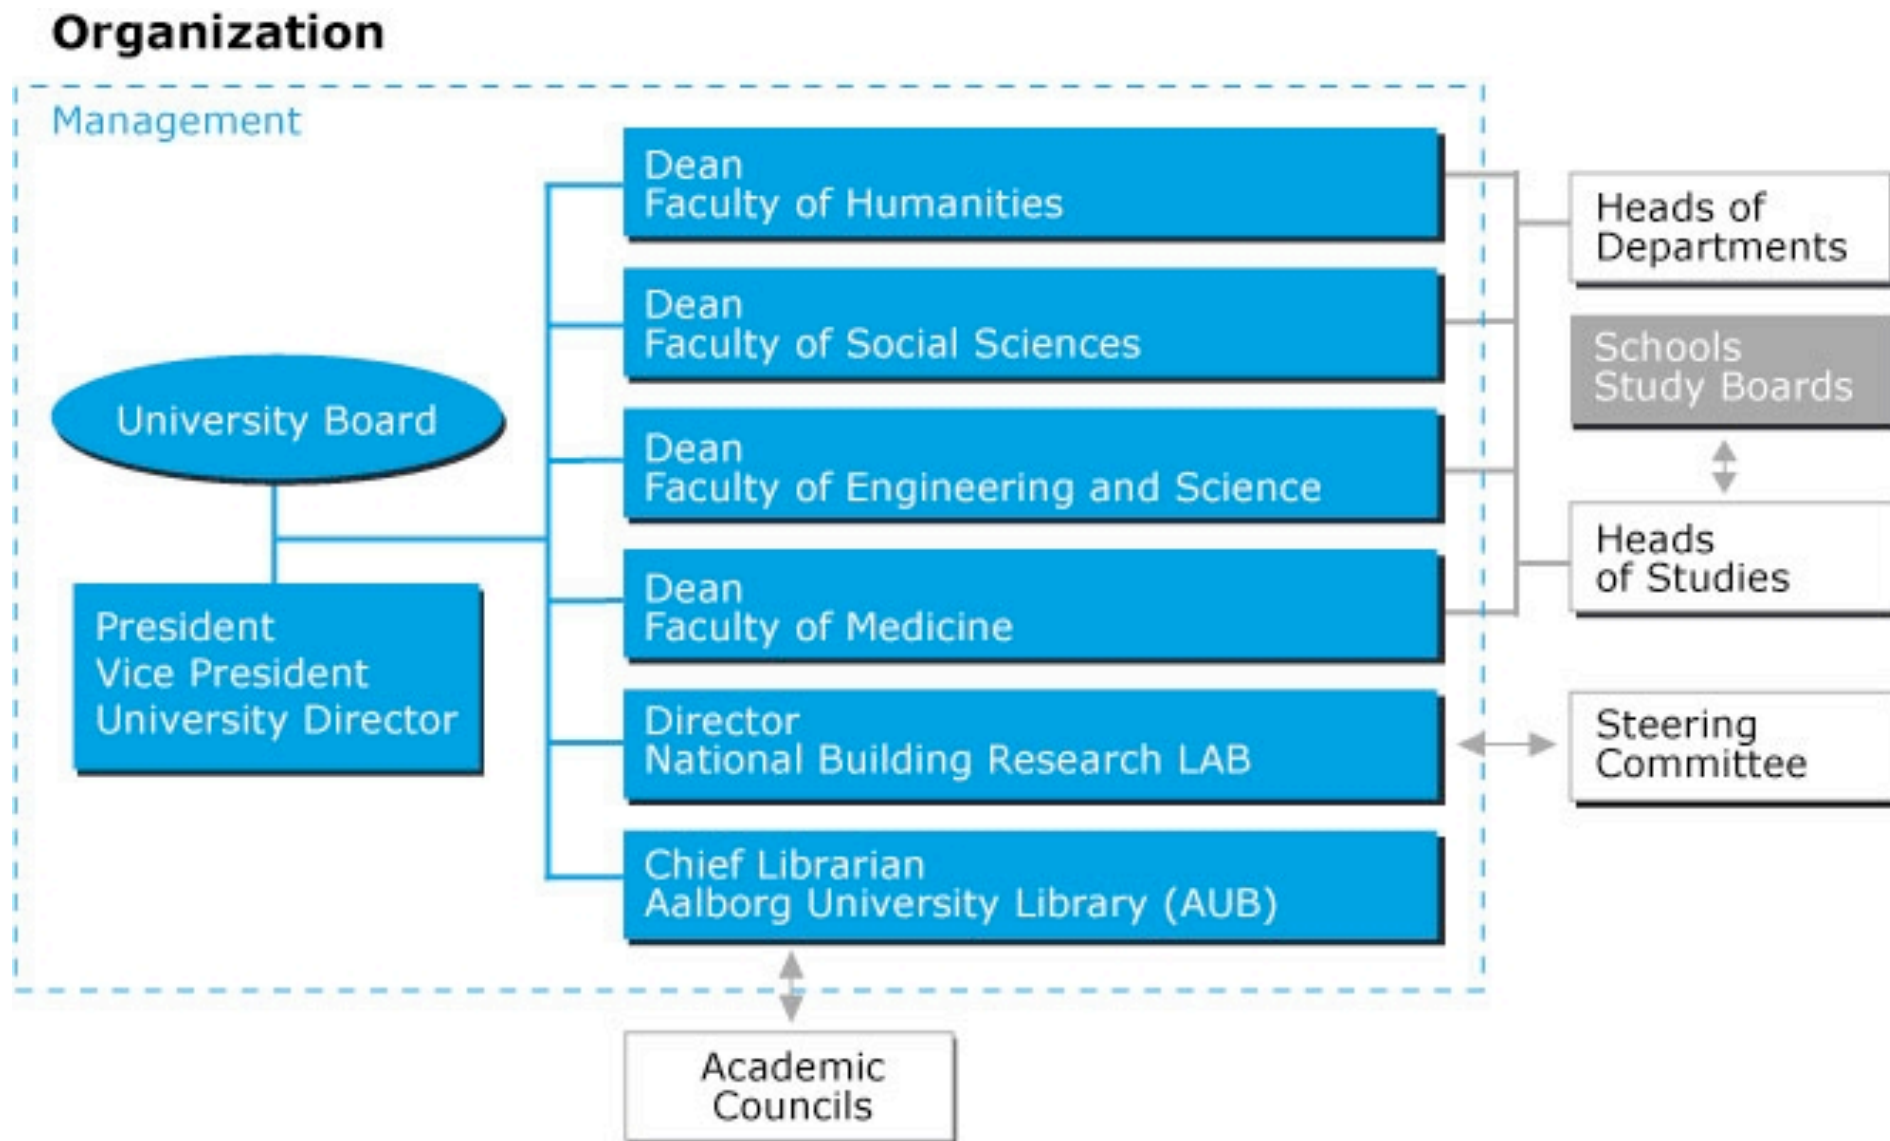 Organization
Management
University Board
President
Vice President
University Director
Dean
Faculty of Humanities
Dean
Faculty of Social Sciences
Dean
Faculty of Engineering and Science
Dean
Faculty of Medicine
Director
National Building Research LAB
Chief Librarian
Aalborg University Library (AUB)
Heads of
Departments
Schools
Study Boards
Heads
of Studies
Steering
Committee
Academic
Councils